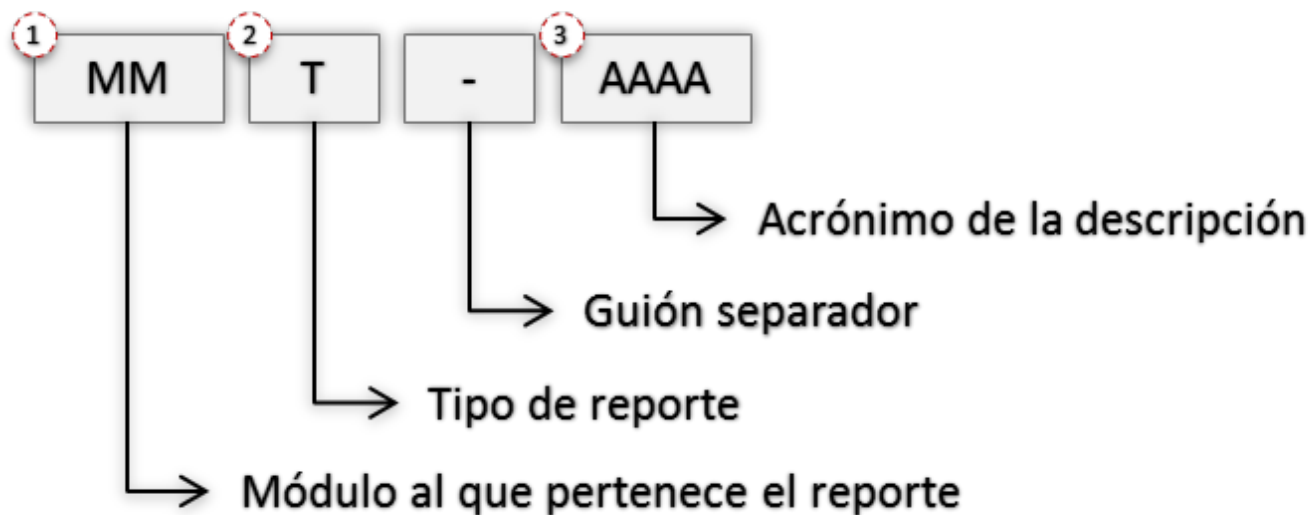 1 2 3
MM T - AAAA
Acrónimo de la descripción
Guión separador
Tipo de reporte
Módulo al que pertenece el reporte